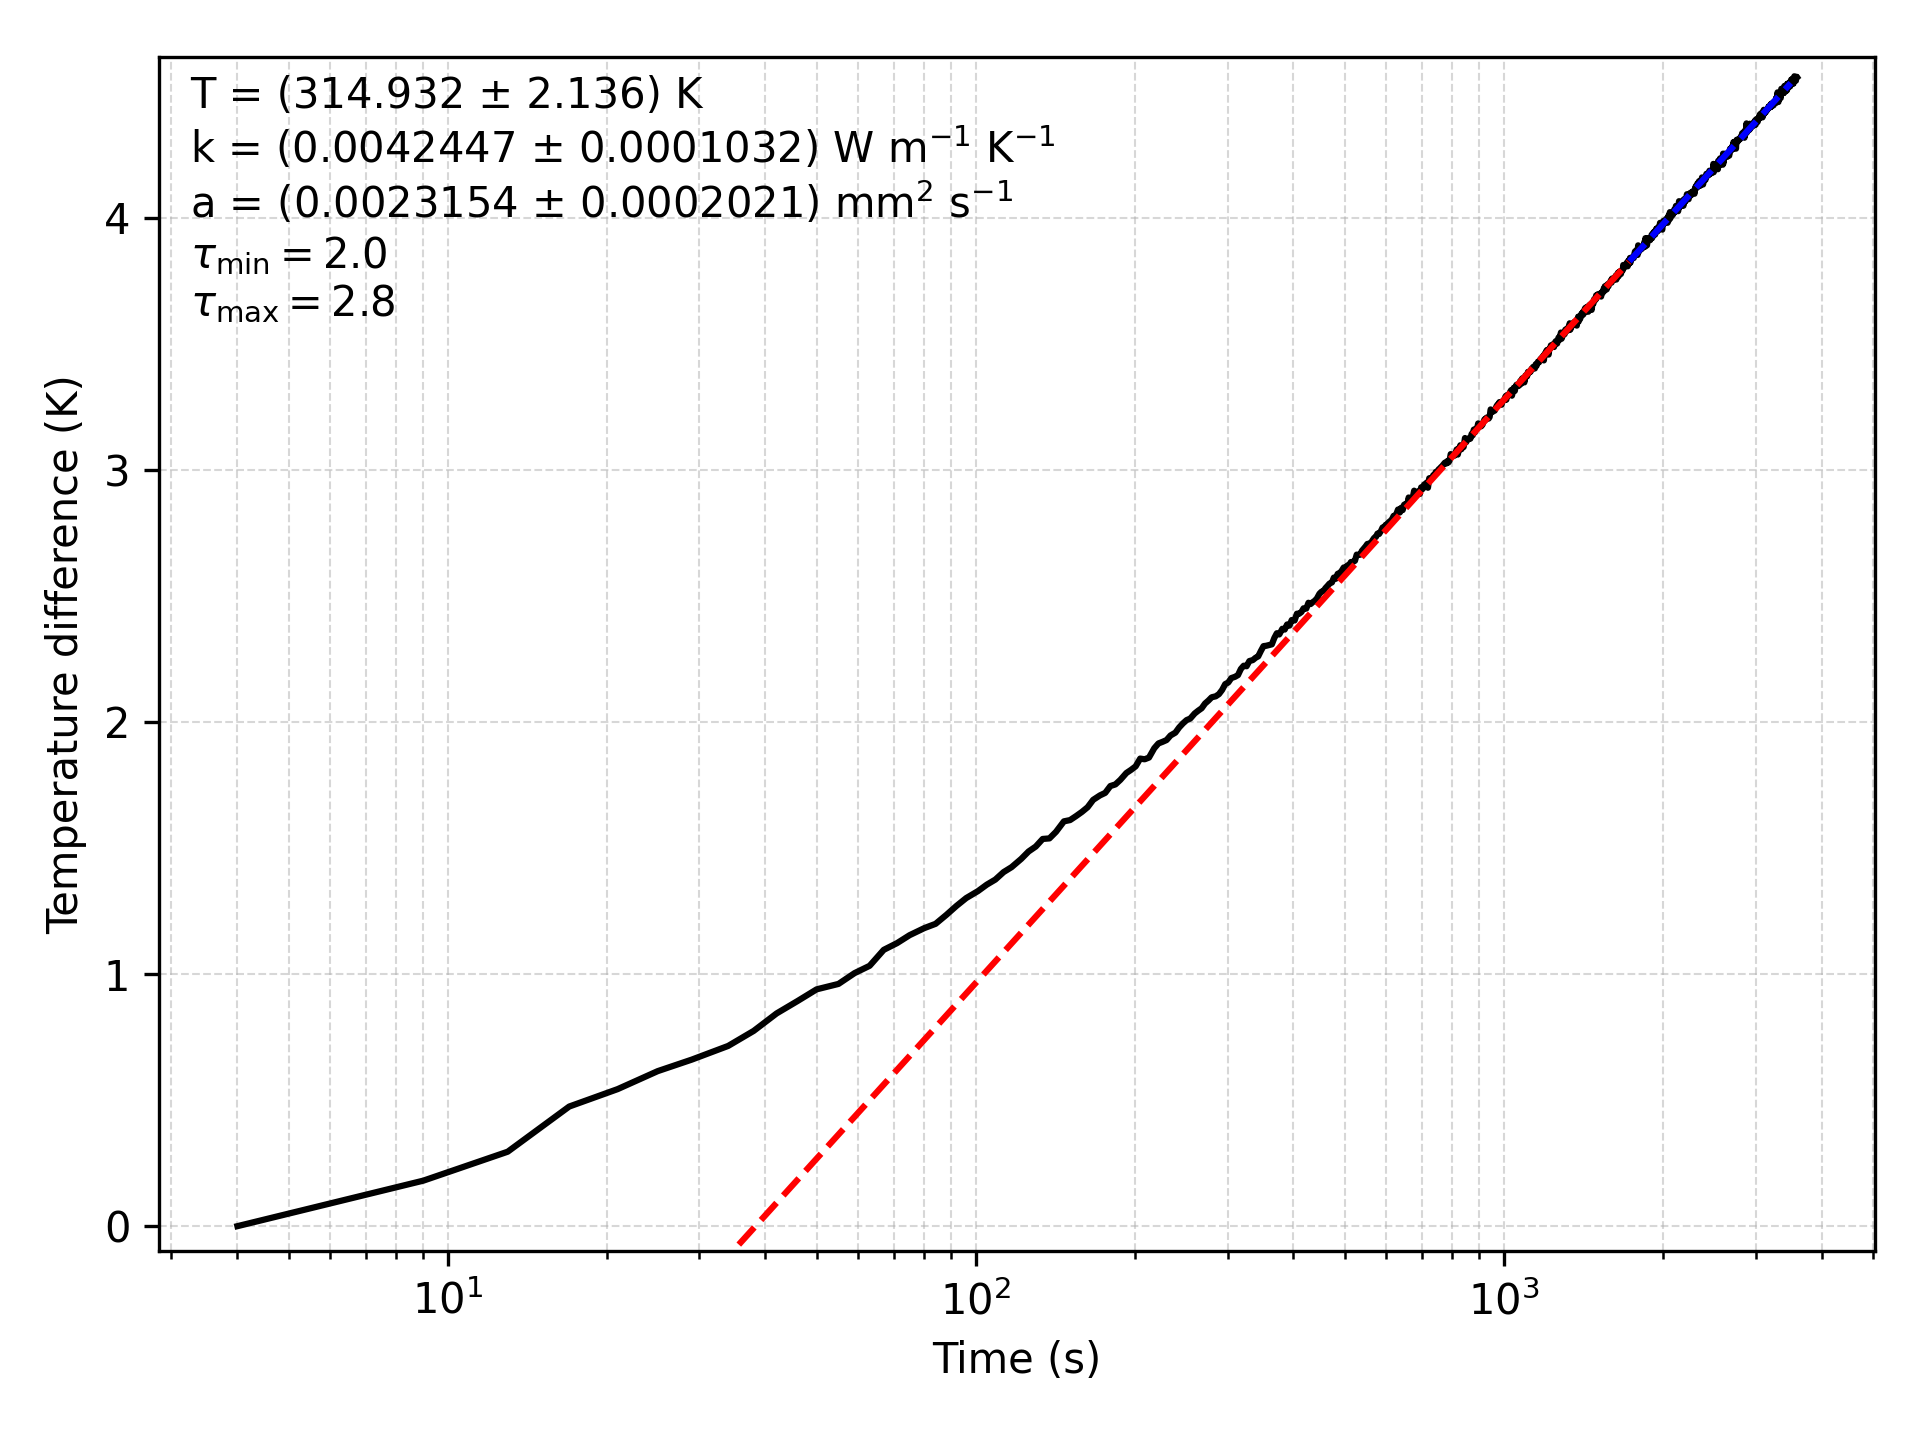 T = (314.932 ± 2.136) K
k = (0.0042447 ± 0.0001032) W m⁻¹ K⁻¹
a = (0.0023154 ± 0.0002021) mm² s⁻¹
τmin = 2.0
τmax = 2.8
Temperature difference (K)
4
3
2
1
0
10¹ 10² 10³
Time (s)